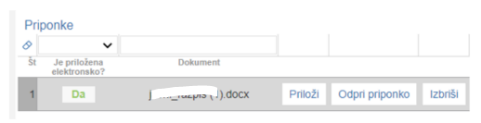 Priponke
Št Je priložena elektronsko? Dokument
1 Da .docx Priloži Odpri priponko Izbriši